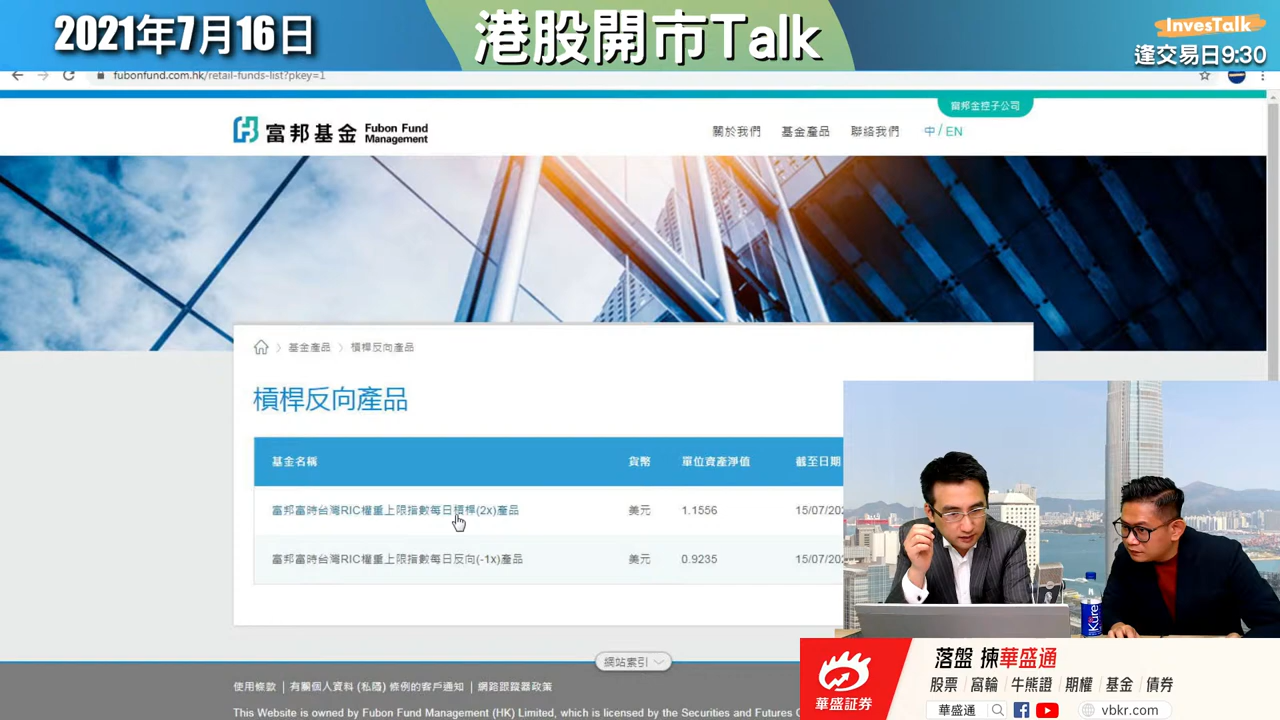 2021年7月16日
港股開市Talk
InvesTalk
逢交易日9:30
fubonfund.com.hk/retail-funds-list?pkey=1
富邦金控子公司
富邦基金 Fubon Fund Management
關於我們 基金產品 聯絡我們 中 / EN
基金產品 > 槓桿反向產品
槓桿反向產品
基金名稱 貨幣 單位資產淨值 截至日期
富邦富時台灣RIC權重上限指數每日槓桿(2x)產品 美元 1.1556 15/07/202
富邦富時台灣RIC權重上限指數每日反向(-1x)產品 美元 0.9235 15/07/202
網站索引
使用條款 | 有關個人資料 (私隱) 條例的客戶通知 | 網路跟蹤器政策
This Website is owned by Fubon Fund Management (HK) Limited, which is licensed by the Securities and Futures
Kure
華盛証券
落盤 揀華盛通
股票 | 窩輪 | 牛熊證 | 期權 | 基金 | 債券
華盛通 vbkr.com